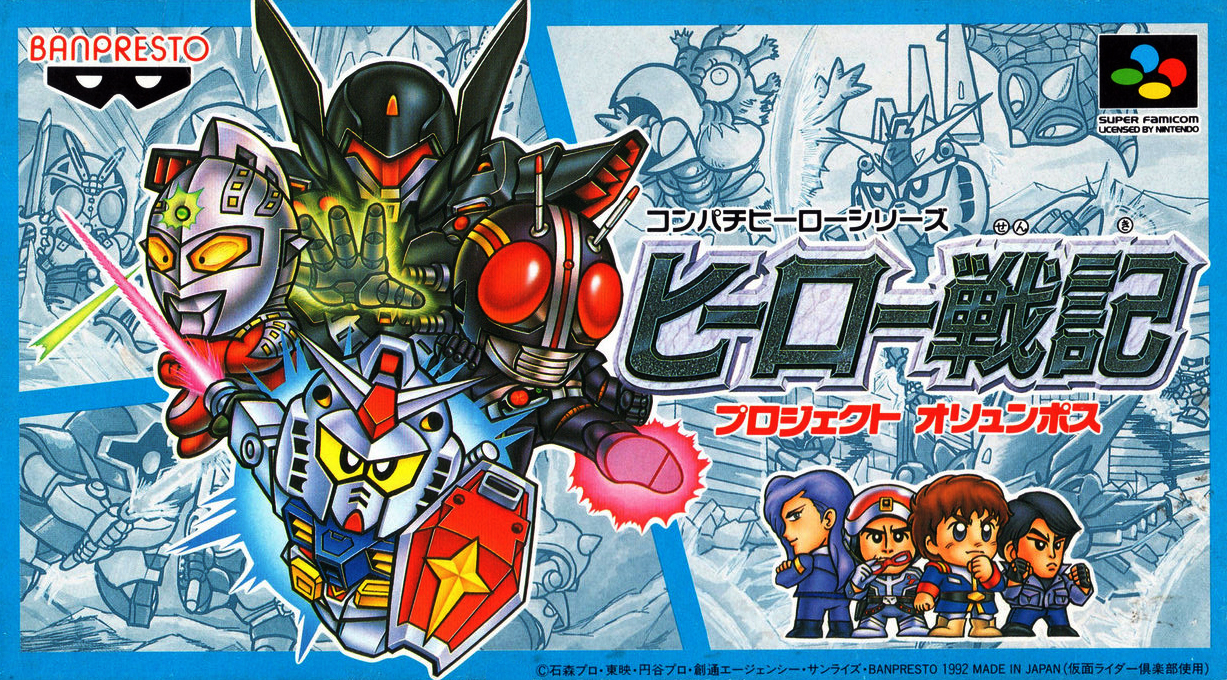 BANPRESTO
SUPER FAMICOM
LICENSED BY NINTENDO
コンパチヒーローシリーズ
せん き
ヒーロー戦記
プロジェクト オリュンポス
©石森プロ・東映・円谷プロ・創通エージェンシー・サンライズ・BANPRESTO 1992 MADE IN JAPAN (仮面ライダー倶楽部使用)